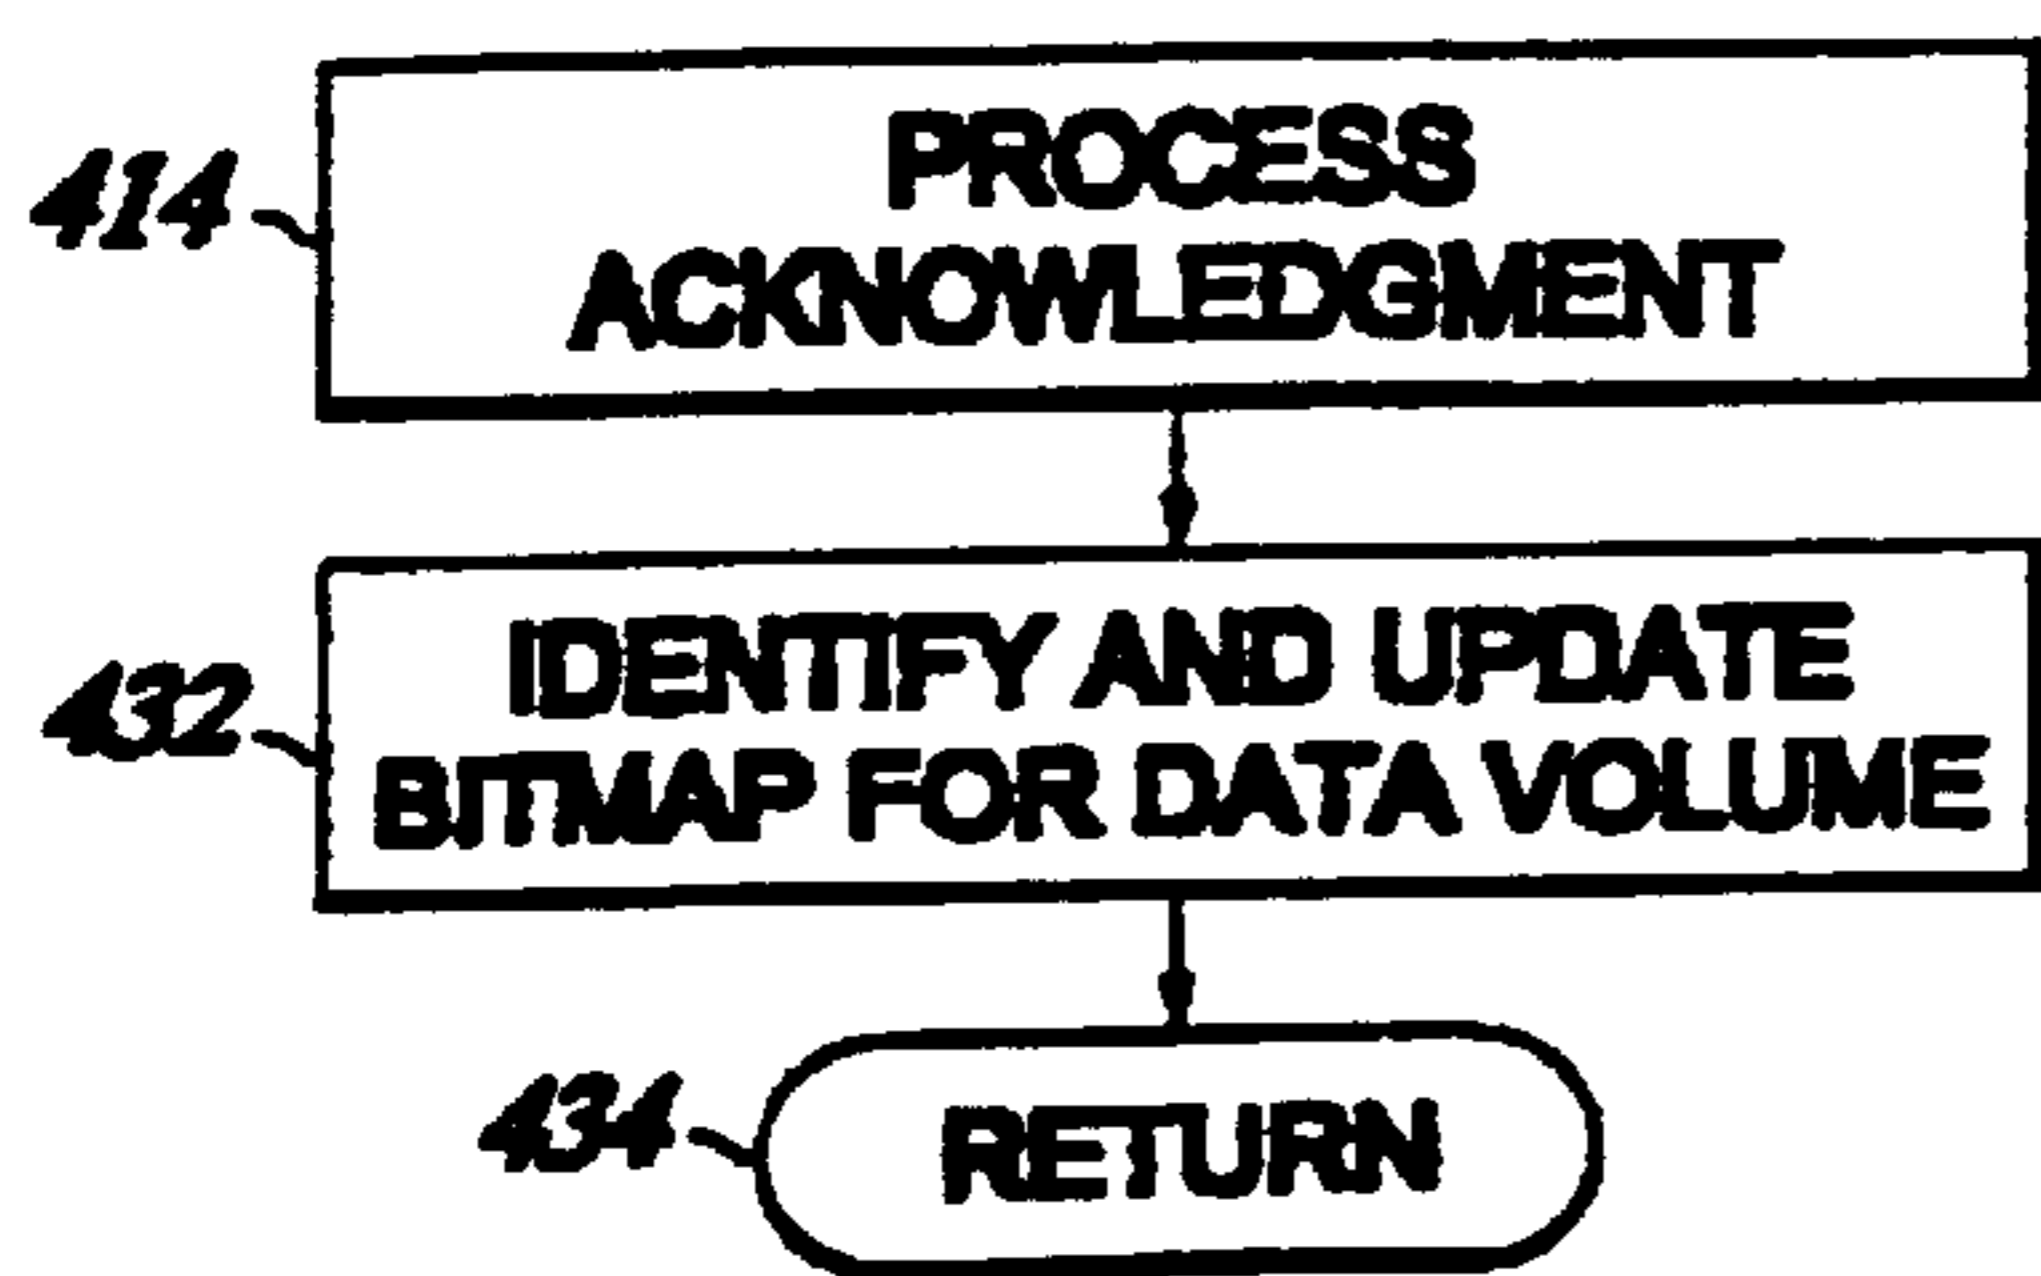 414
PROCESS
ACKNOWLEDGMENT
432
IDENTIFY AND UPDATE
BITMAP FOR DATA VOLUME
434
RETURN